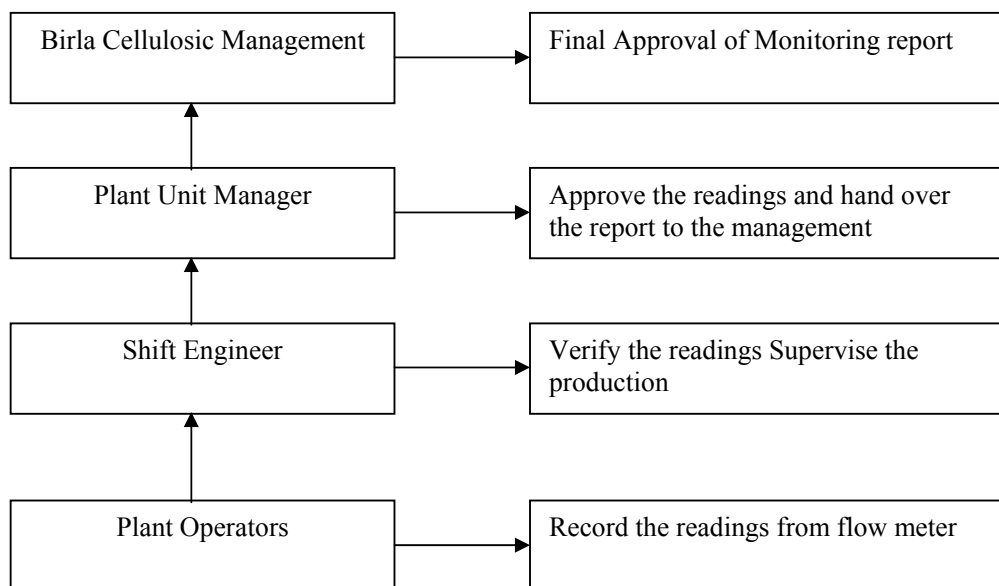 Birla Cellulosic Management
Final Approval of Monitoring report
Plant Unit Manager
Approve the readings and hand over
the report to the management
Shift Engineer
Verify the readings Supervise the
production
Plant Operators
Record the readings from flow meter